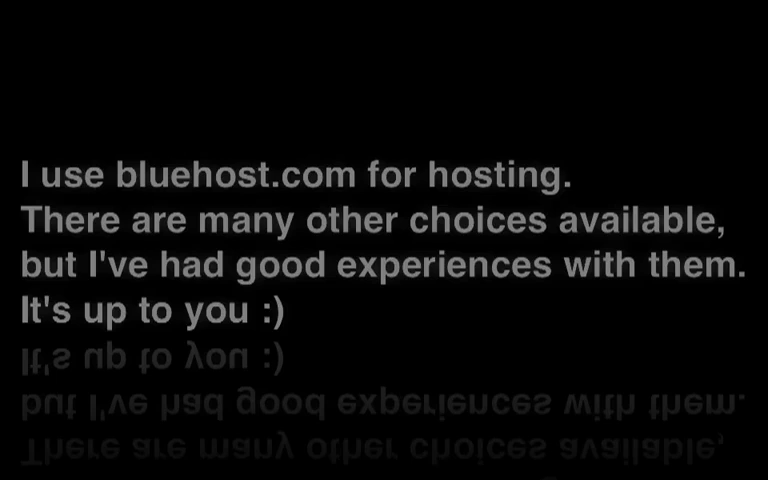 I use bluehost.com for hosting.
There are many other choices available,
but I've had good experiences with them.
It's up to you :)